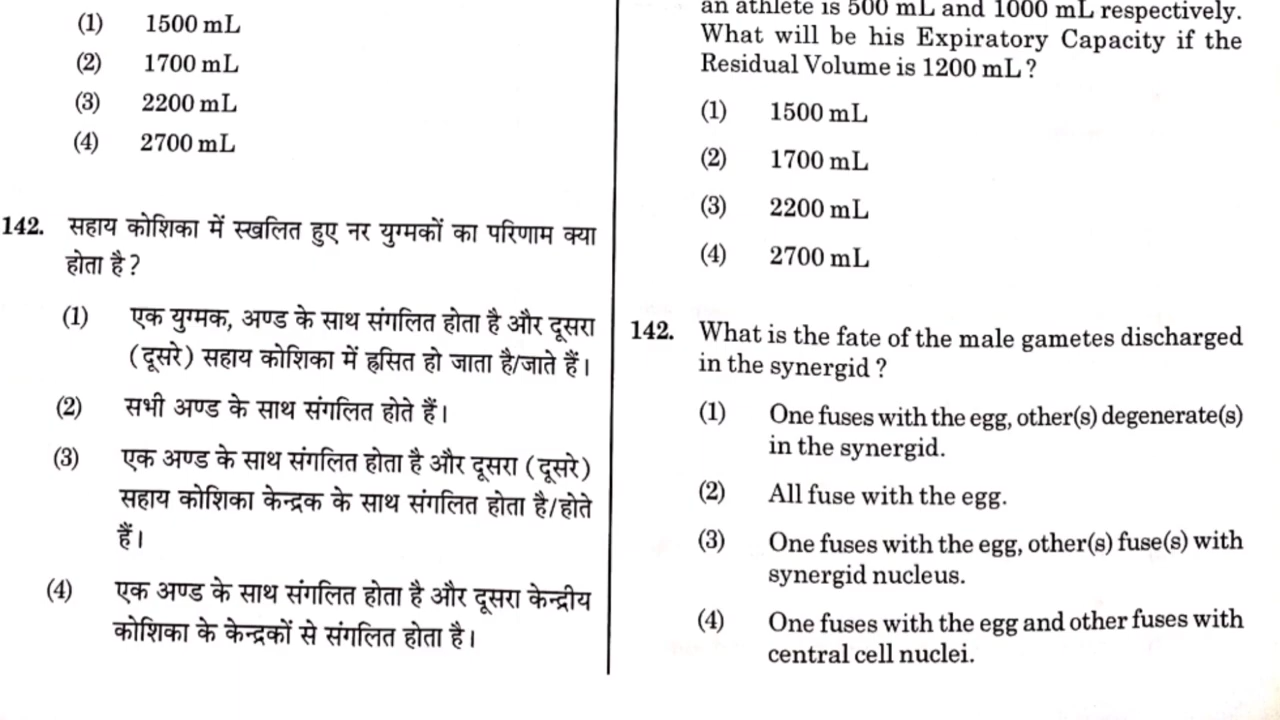 (1) 1500 mL
(2) 1700 mL
(3) 2200 mL
(4) 2700 mL
142. सहाय कोशिका में स्खलित हुए नर युग्मकों का परिणाम क्या
होता है ?
(1) एक युग्मक, अण्ड के साथ संगलित होता है और दूसरा
(दूसरे) सहाय कोशिका में ह्रसित हो जाता है/जाते हैं।
(2) सभी अण्ड के साथ संगलित होते हैं।
(3) एक अण्ड के साथ संगलित होता है और दूसरा (दूसरे)
सहाय कोशिका केन्द्रक के साथ संगलित होता है/होते
हैं।
(4) एक अण्ड के साथ संगलित होता है और दूसरा केन्द्रीय
कोशिका के केन्द्रकों से संगलित होता है।
an athlete is 500 mL and 1000 mL respectively.
What will be his Expiratory Capacity if the
Residual Volume is 1200 mL ?
(1) 1500 mL
(2) 1700 mL
(3) 2200 mL
(4) 2700 mL
142. What is the fate of the male gametes discharged
in the synergid ?
(1) One fuses with the egg, other(s) degenerate(s)
in the synergid.
(2) All fuse with the egg.
(3) One fuses with the egg, other(s) fuse(s) with
synergid nucleus.
(4) One fuses with the egg and other fuses with
central cell nuclei.